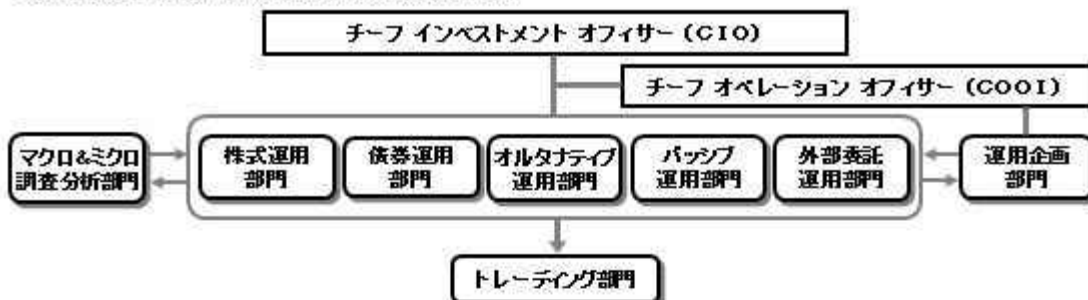 チーフ インベストメント オフィサー (CIO)
チーフ オペレーション オフィサー (COOI)
マクロ&ミクロ
調査分析部門
株式運用
部門
債券運用
部門
オルタナティブ
運用部門
パッシブ
運用部門
外部委託
運用部門
運用企画
部門
トレーディング部門